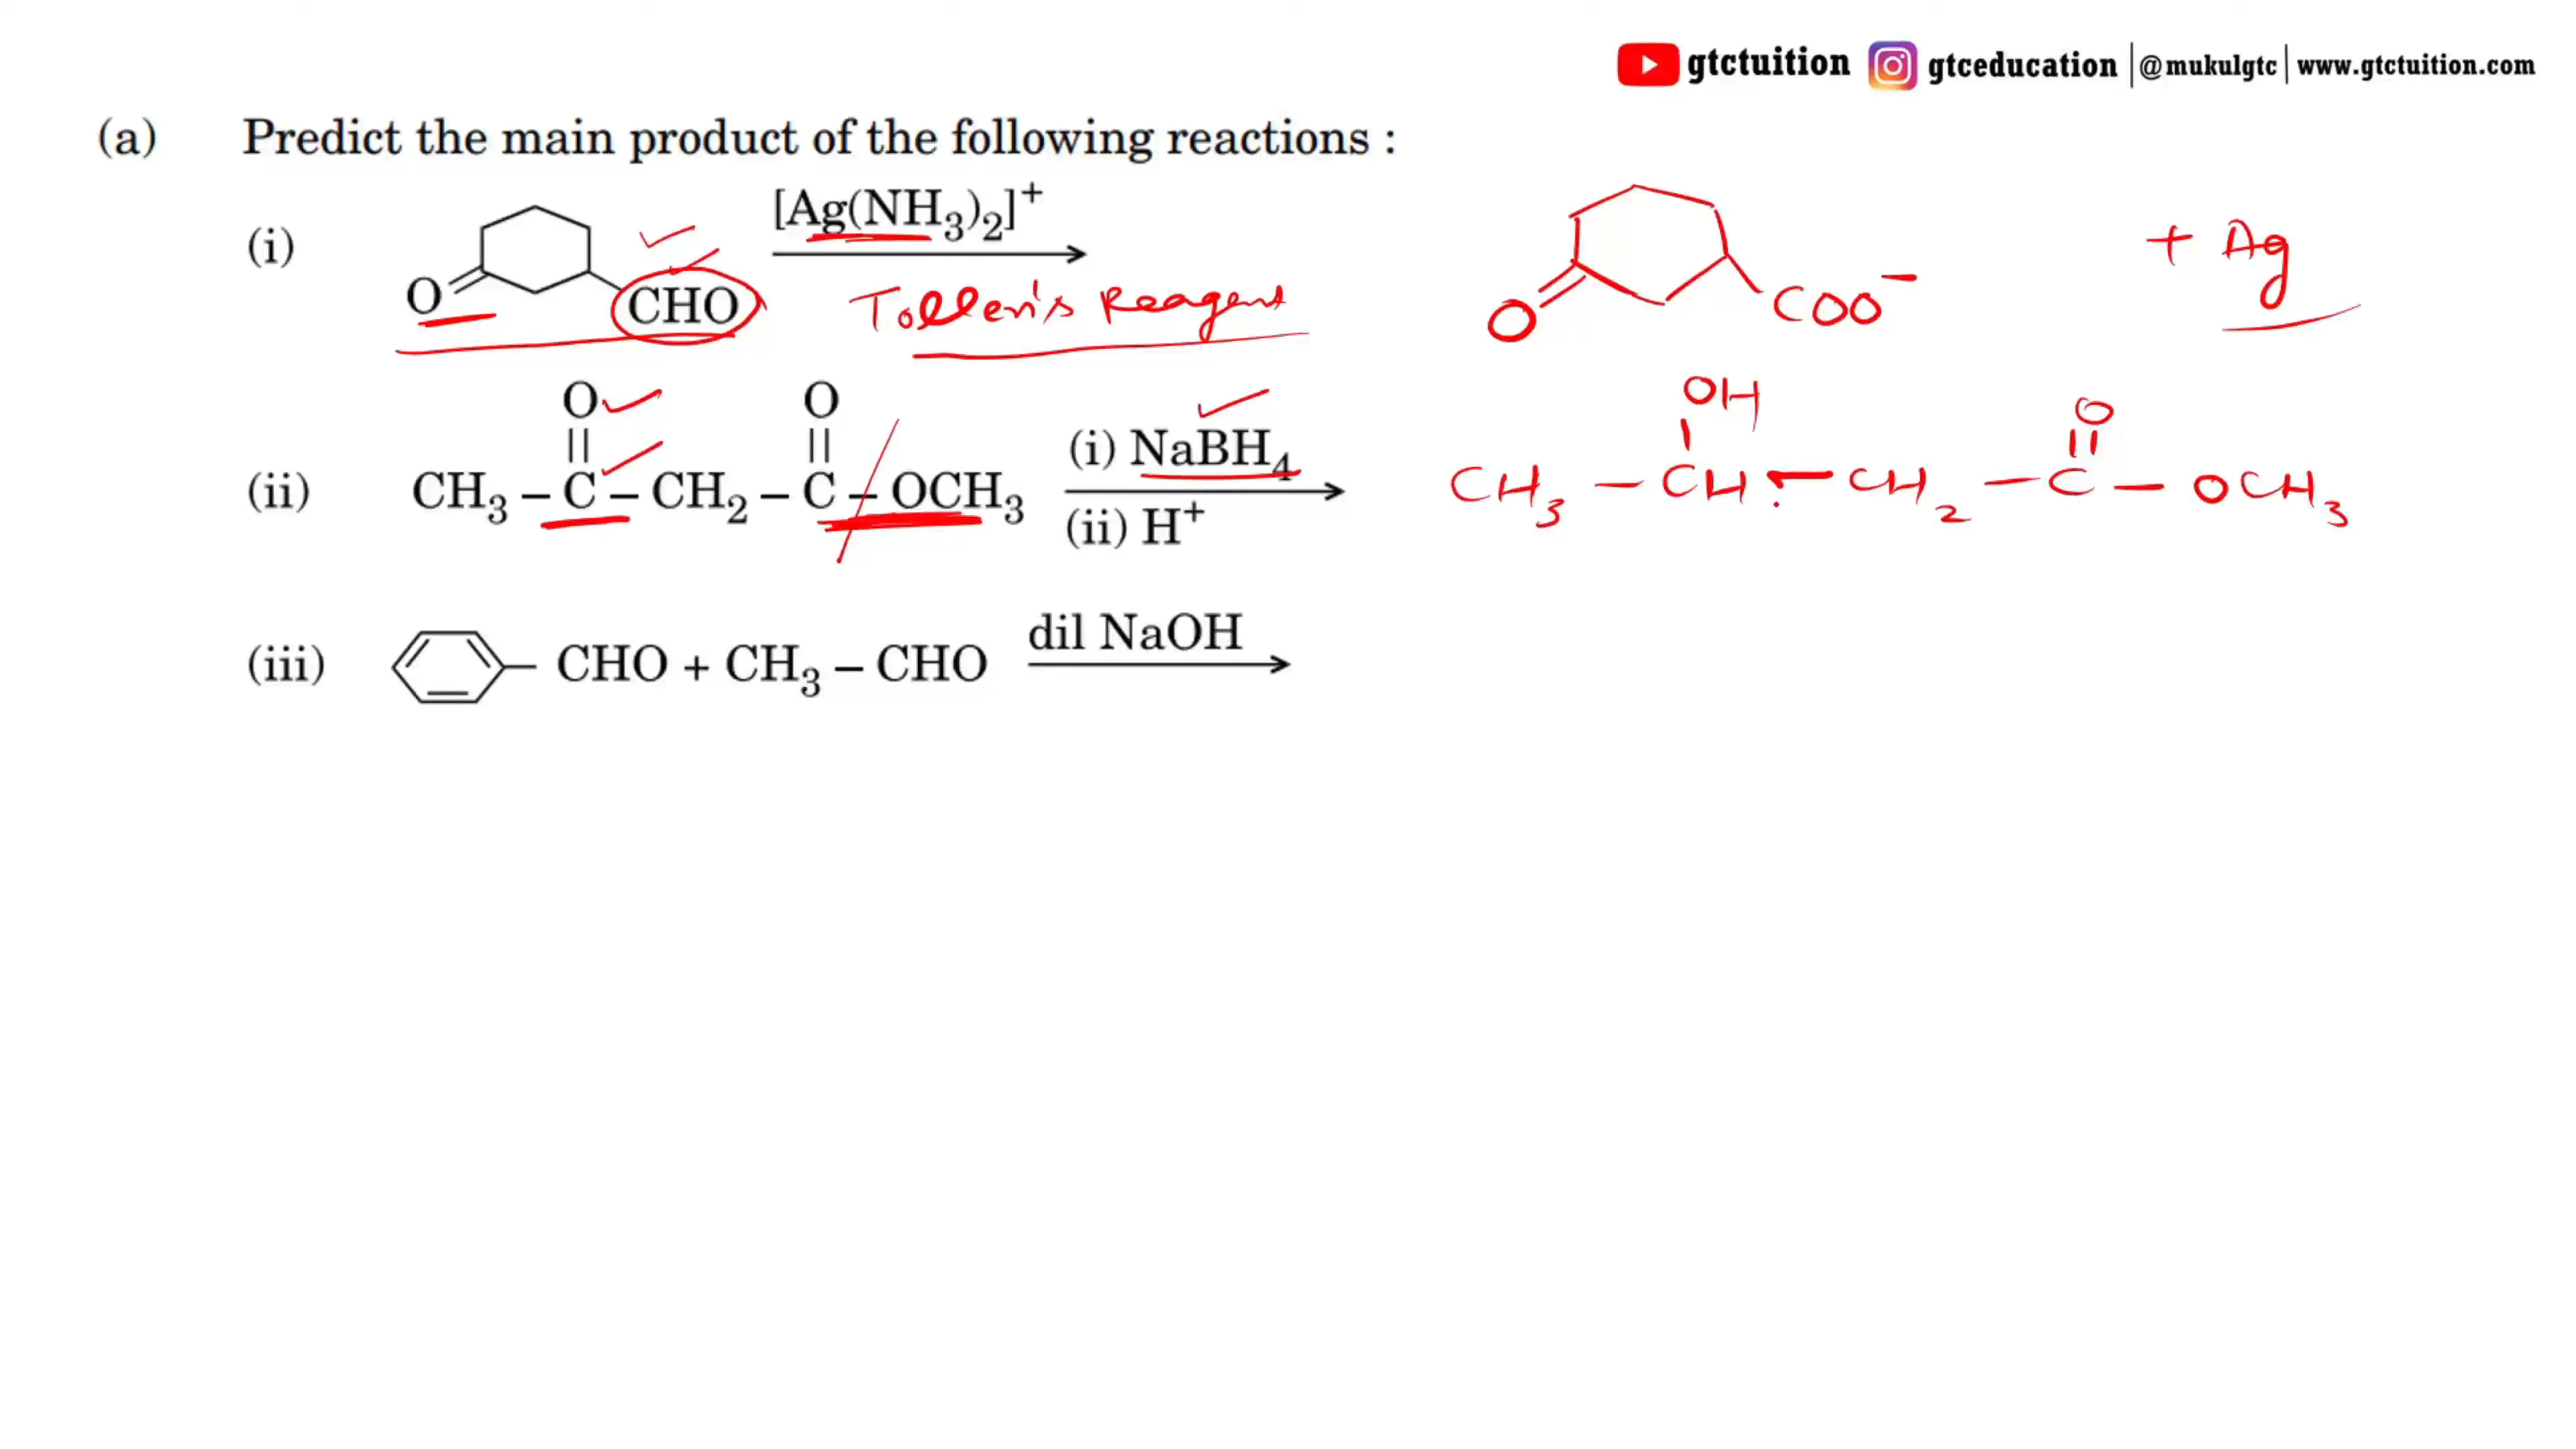 gtctuition gtceducation | @mukulgtc | www.gtctuition.com
(a) Predict the main product of the following reactions :
(i) O CHO [Ag(NH₃)₂]⁺ O COO⁻ + Ag
Tollen's Reagent
O O OH O
|| || (i) NaBH₄ | ||
(ii) CH₃ – C – CH₂ – C – OCH₃ CH₃ – CH – CH₂ – C – OCH₃
(ii) H⁺
(iii) – CHO + CH₃ – CHO dil NaOH